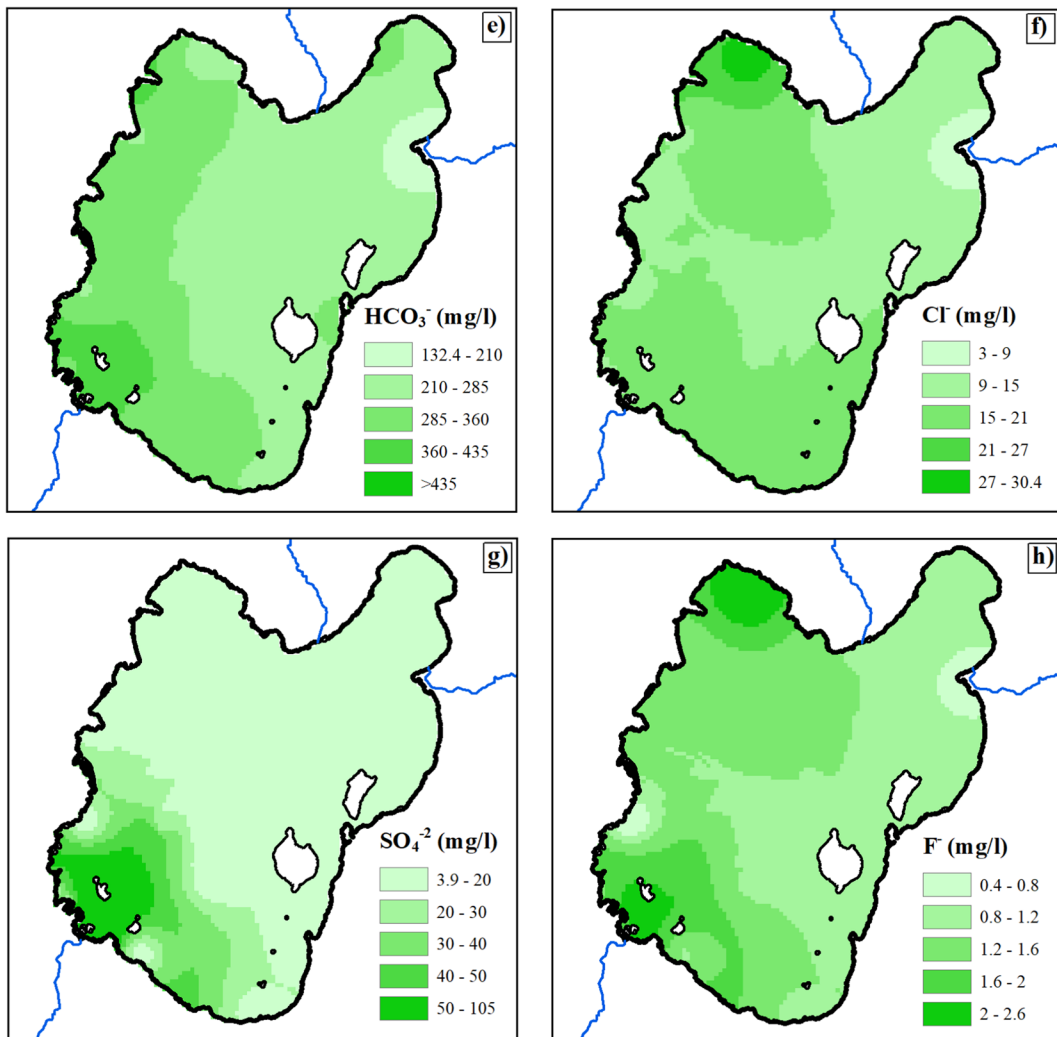 e)
HCO₃⁻ (mg/l)
132.4 - 210
210 - 285
285 - 360
360 - 435
>435
f)
Cl⁻ (mg/l)
3 - 9
9 - 15
15 - 21
21 - 27
27 - 30.4
g)
SO₄⁻² (mg/l)
3.9 - 20
20 - 30
30 - 40
40 - 50
50 - 105
h)
F⁻ (mg/l)
0.4 - 0.8
0.8 - 1.2
1.2 - 1.6
1.6 - 2
2 - 2.6